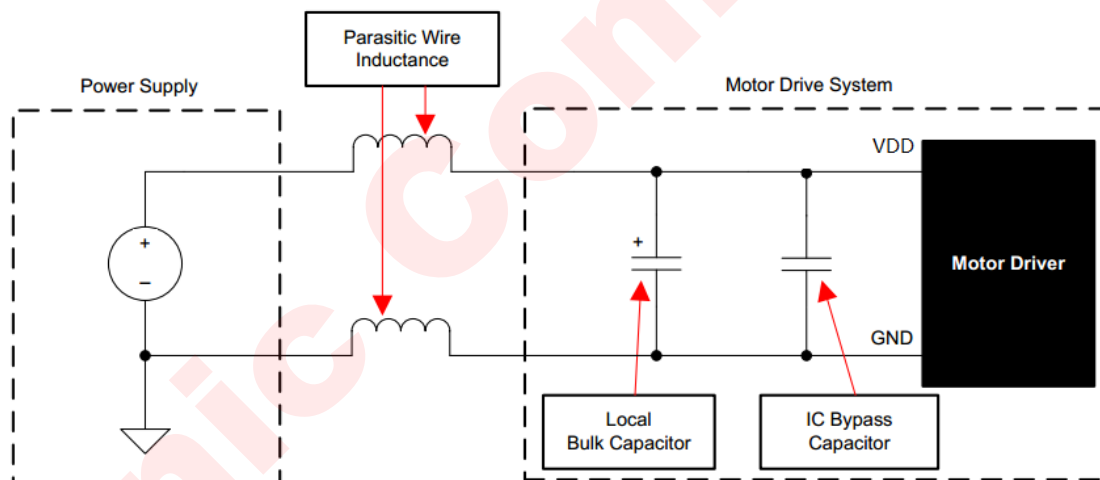 Parasitic Wire
Inductance
Power Supply
Motor Drive System
VDD
+
−
+
Motor Driver
GND
Local
Bulk Capacitor
IC Bypass
Capacitor